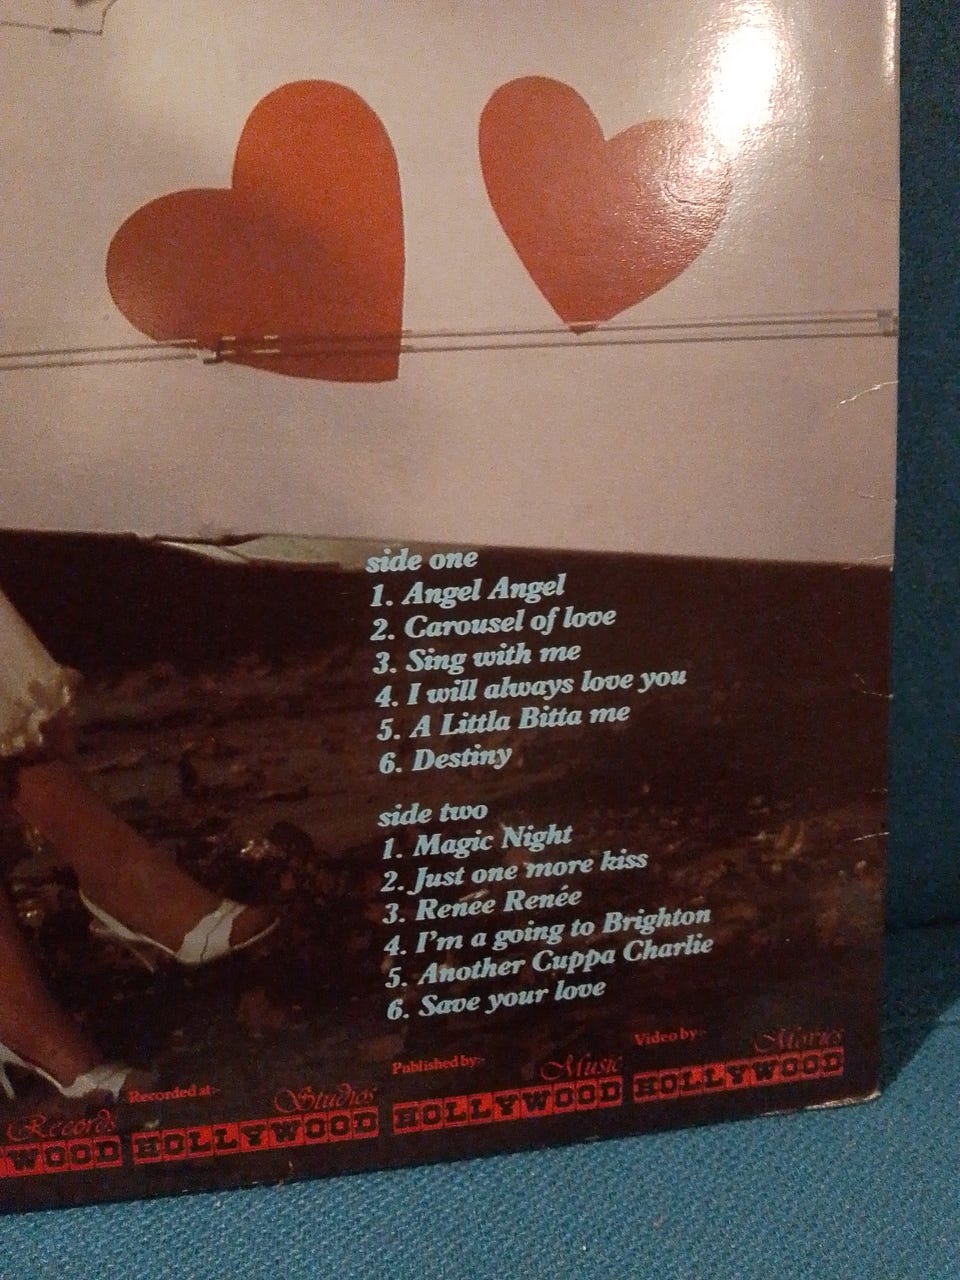 side one
1. Angel Angel
2. Carousel of love
3. Sing with me
4. I will always love you
5. A Littla Bitta me
6. Destiny
side two
1. Magic Night
2. Just one more kiss
3. Renée Renée
4. I'm a going to Brighton
5. Another Cuppa Charlie
6. Save your love
Records
WOOD
Recorded at:-
Studios
HOLLYWOOD
Published by:-
Music
HOLLYWOOD
Video by:-
Movies
HOLLYWOOD